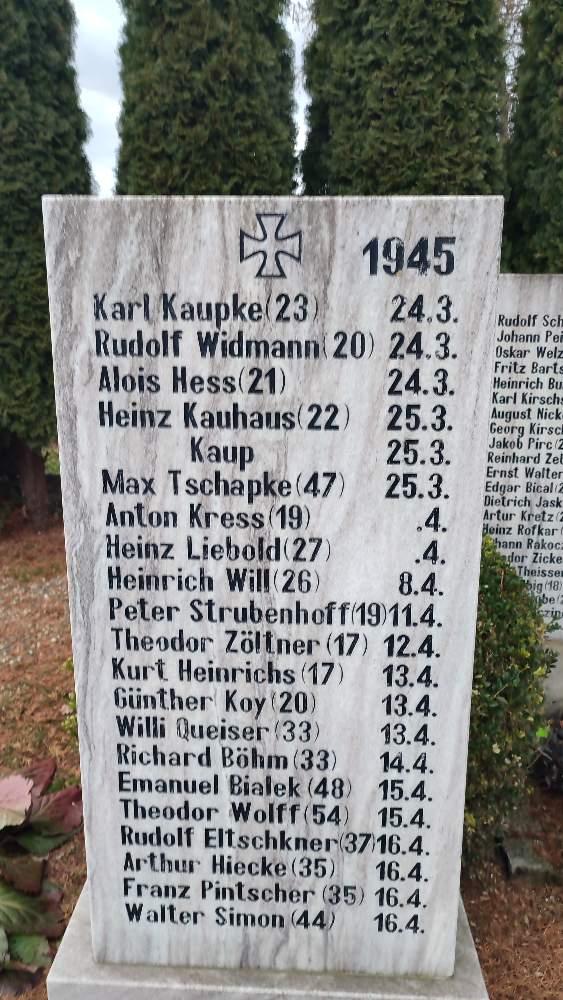 1945
Karl Kaupke (23) 24.3.
Rudolf Widmann (20) 24.3.
Alois Hess (21) 24.3.
Heinz Kauhaus (22) 25.3.
Kaup 25.3.
Max Tschapke (47) 25.3.
Anton Kress (19) .4.
Heinz Liebold (27) .4.
Heinrich Will (26) 8.4.
Peter Strubenhoff (19) 11.4.
Theodor Zöltner (17) 12.4.
Kurt Heinrichs (17) 13.4.
Günther Koy (20) 13.4.
Willi Queiser (33) 13.4.
Richard Böhm (33) 14.4.
Emanuel Bialek (48) 15.4.
Theodor Wolff (54) 15.4.
Rudolf Eltschkner (37) 16.4.
Arthur Hiecke (35) 16.4.
Franz Pintscher (35) 16.4.
Walter Simon (44) 16.4.
Rudolf
Johann
Oskar
Fritz
Heinrich
Karl
August
Georg
Jakob Pirc
Reinhard
Ernst Walter
Edgar Bical
Dietrich
Artur Kretz
Heinz Rofkar